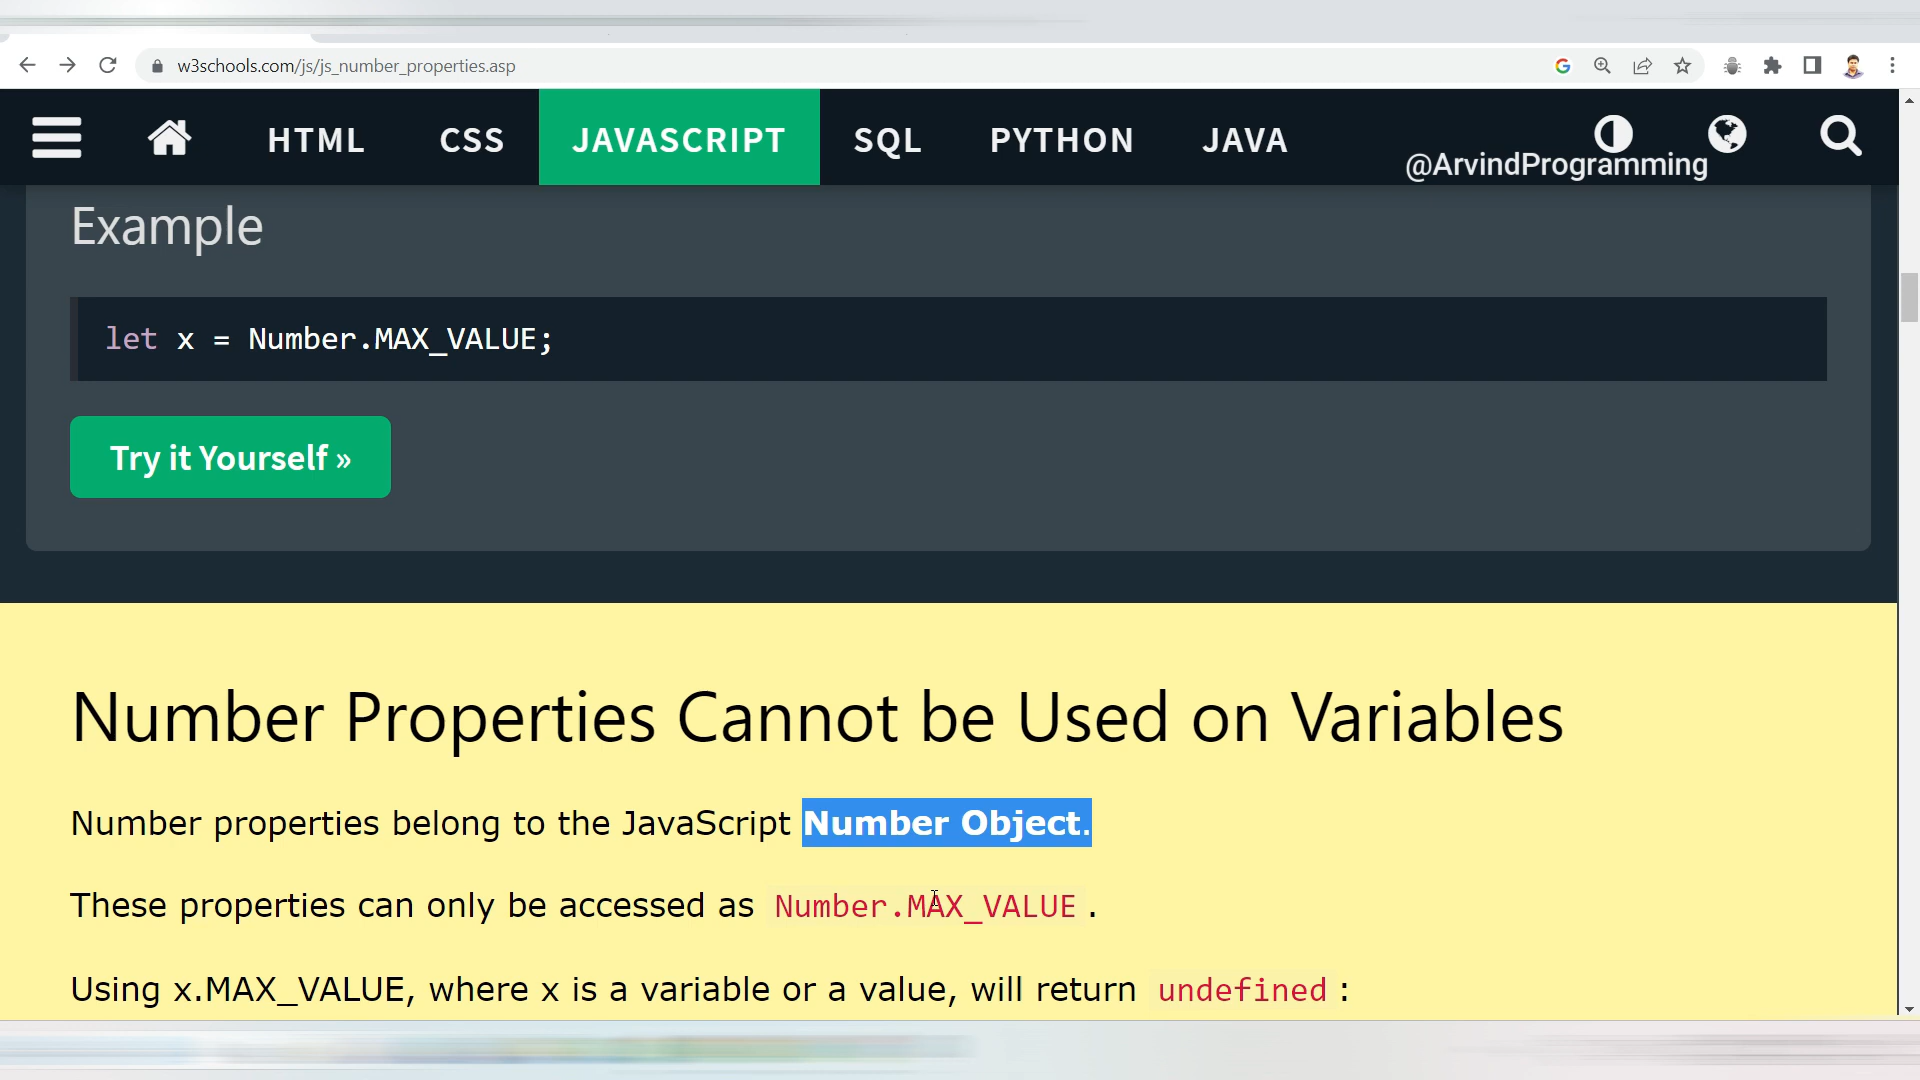 w3schools.com/js/js_number_properties.asp
HTML CSS JAVASCRIPT SQL PYTHON JAVA
@ArvindProgramming
Example
let x = Number.MAX_VALUE;
Try it Yourself »
Number Properties Cannot be Used on Variables
Number properties belong to the JavaScript Number Object.
These properties can only be accessed as Number.MAX_VALUE.
Using x.MAX_VALUE, where x is a variable or a value, will return undefined: